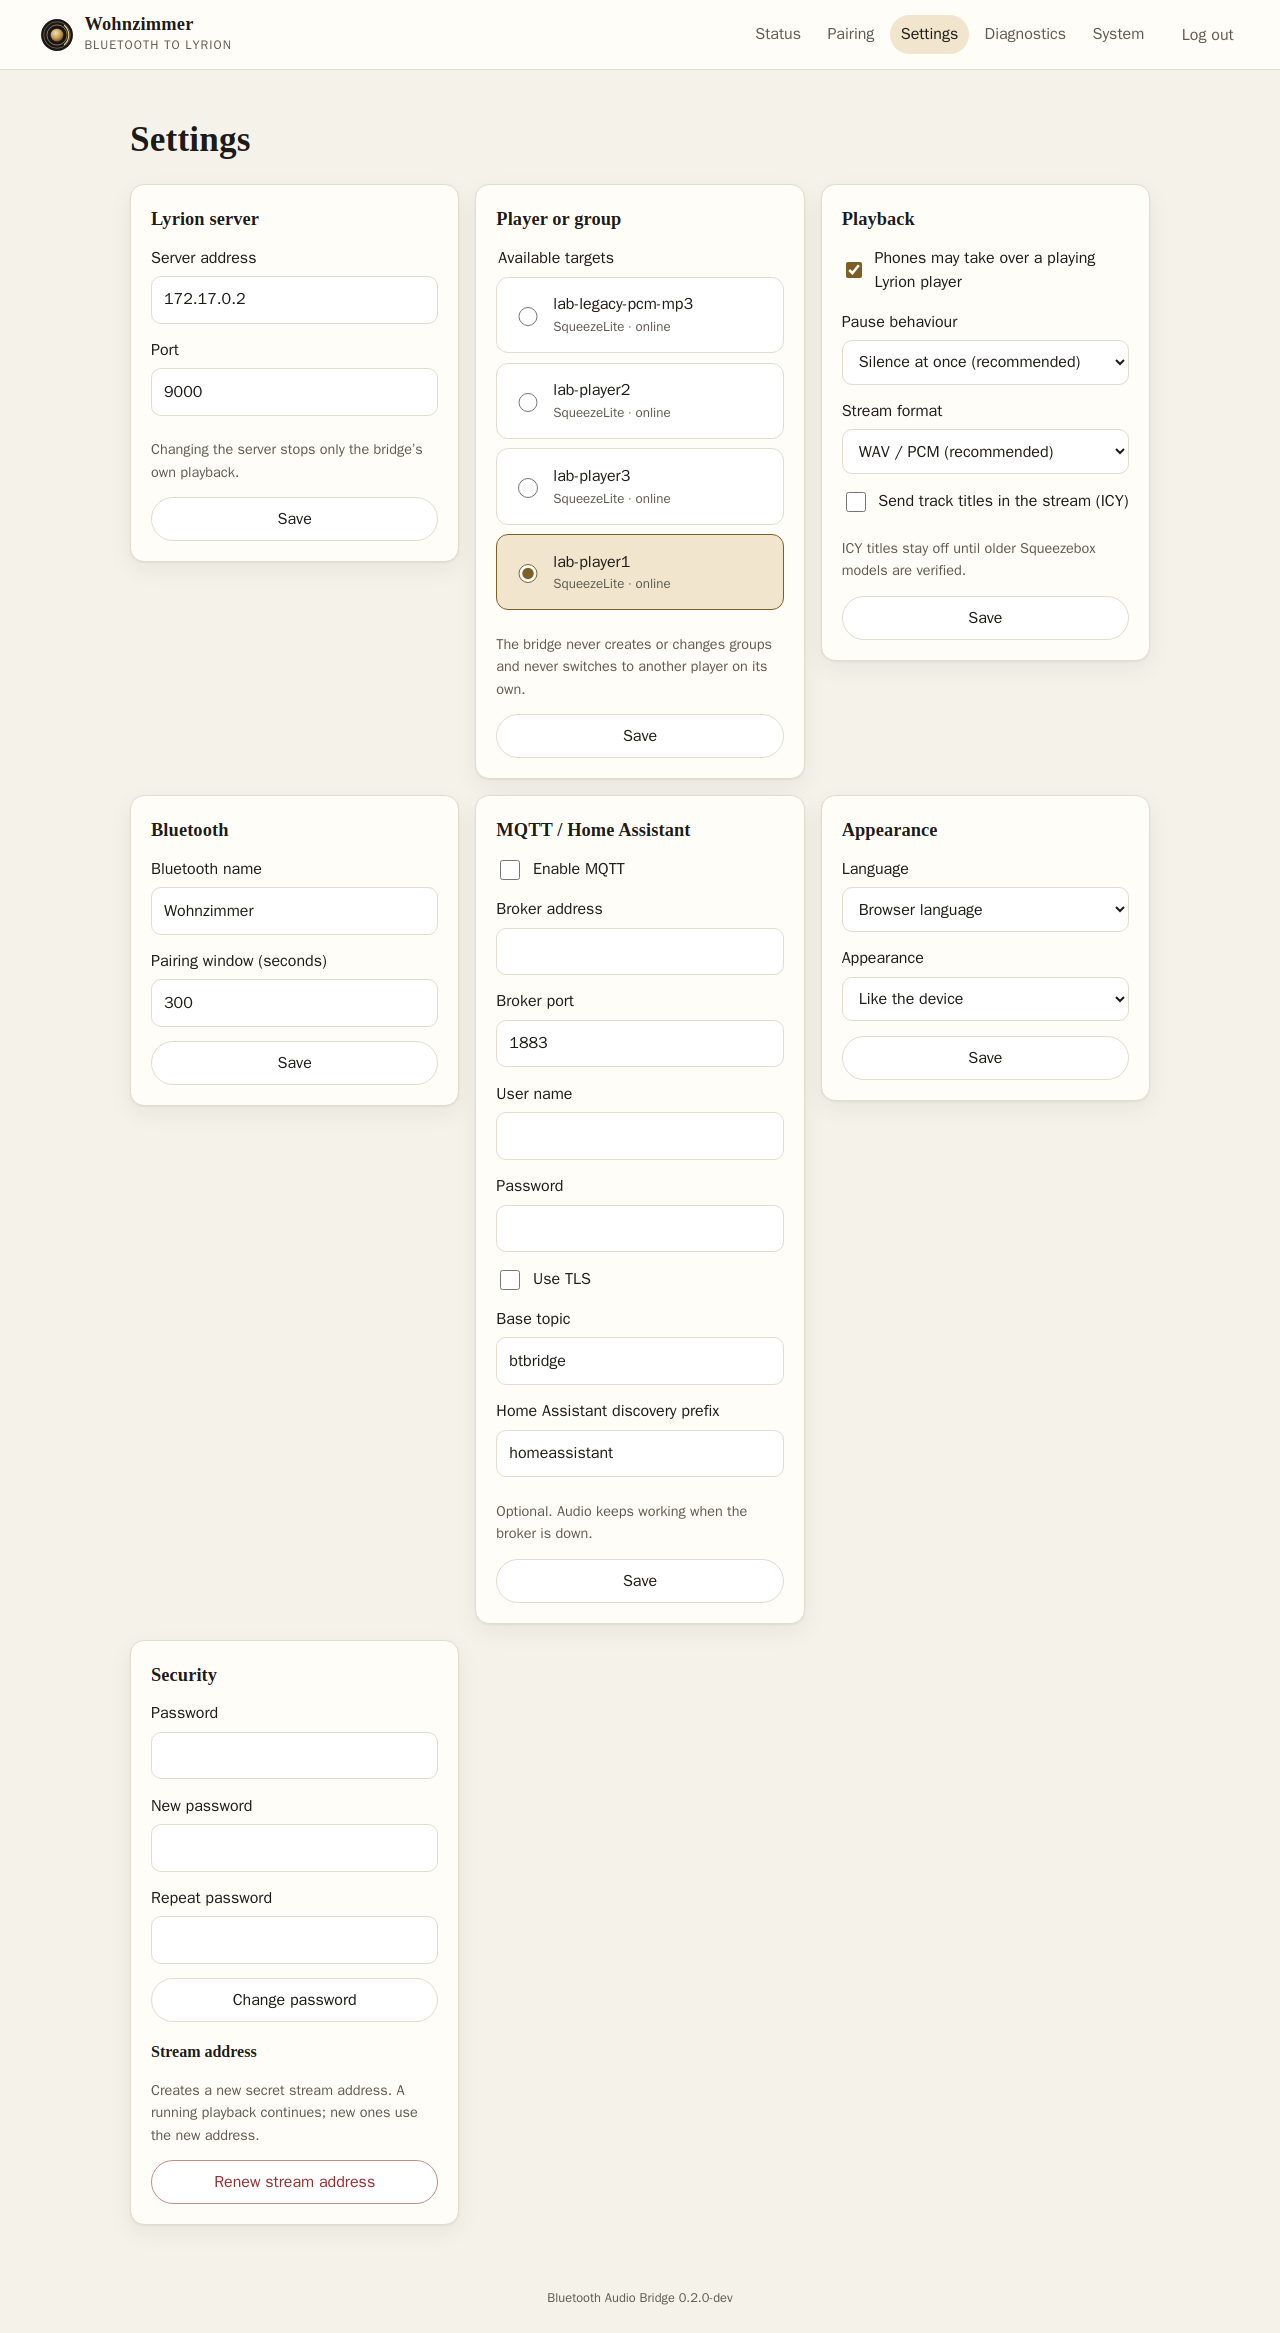 Wohnzimmer
BLUETOOTH TO LYRION
Status
Pairing
Settings
Diagnostics
System
Log out
Settings
Lyrion server
Server address
172.17.0.2
Port
9000
Changing the server stops only the bridge's
own playback.
Save
Player or group
Available targets
lab-legacy-pcm-mp3
SqueezeLite · online
lab-player2
SqueezeLite · online
lab-player3
SqueezeLite · online
lab-player1
SqueezeLite · online
The bridge never creates or changes groups
and never switches to another player on its
own.
Save
Playback
Phones may take over a playing
Lyrion player
Pause behaviour
Silence at once (recommended)
Stream format
WAV / PCM (recommended)
Send track titles in the stream (ICY)
ICY titles stay off until older Squeezebox
models are verified.
Save
Bluetooth
Bluetooth name
Wohnzimmer
Pairing window (seconds)
300
Save
MQTT / Home Assistant
Enable MQTT
Broker address
Broker port
1883
User name
Password
Use TLS
Base topic
btbridge
Home Assistant discovery prefix
homeassistant
Optional. Audio keeps working when the
broker is down.
Save
Appearance
Language
Browser language
Appearance
Like the device
Save
Security
Password
New password
Repeat password
Change password
Stream address
Creates a new secret stream address. A
running playback continues; new ones use
the new address.
Renew stream address
Bluetooth Audio Bridge 0.2.0-dev